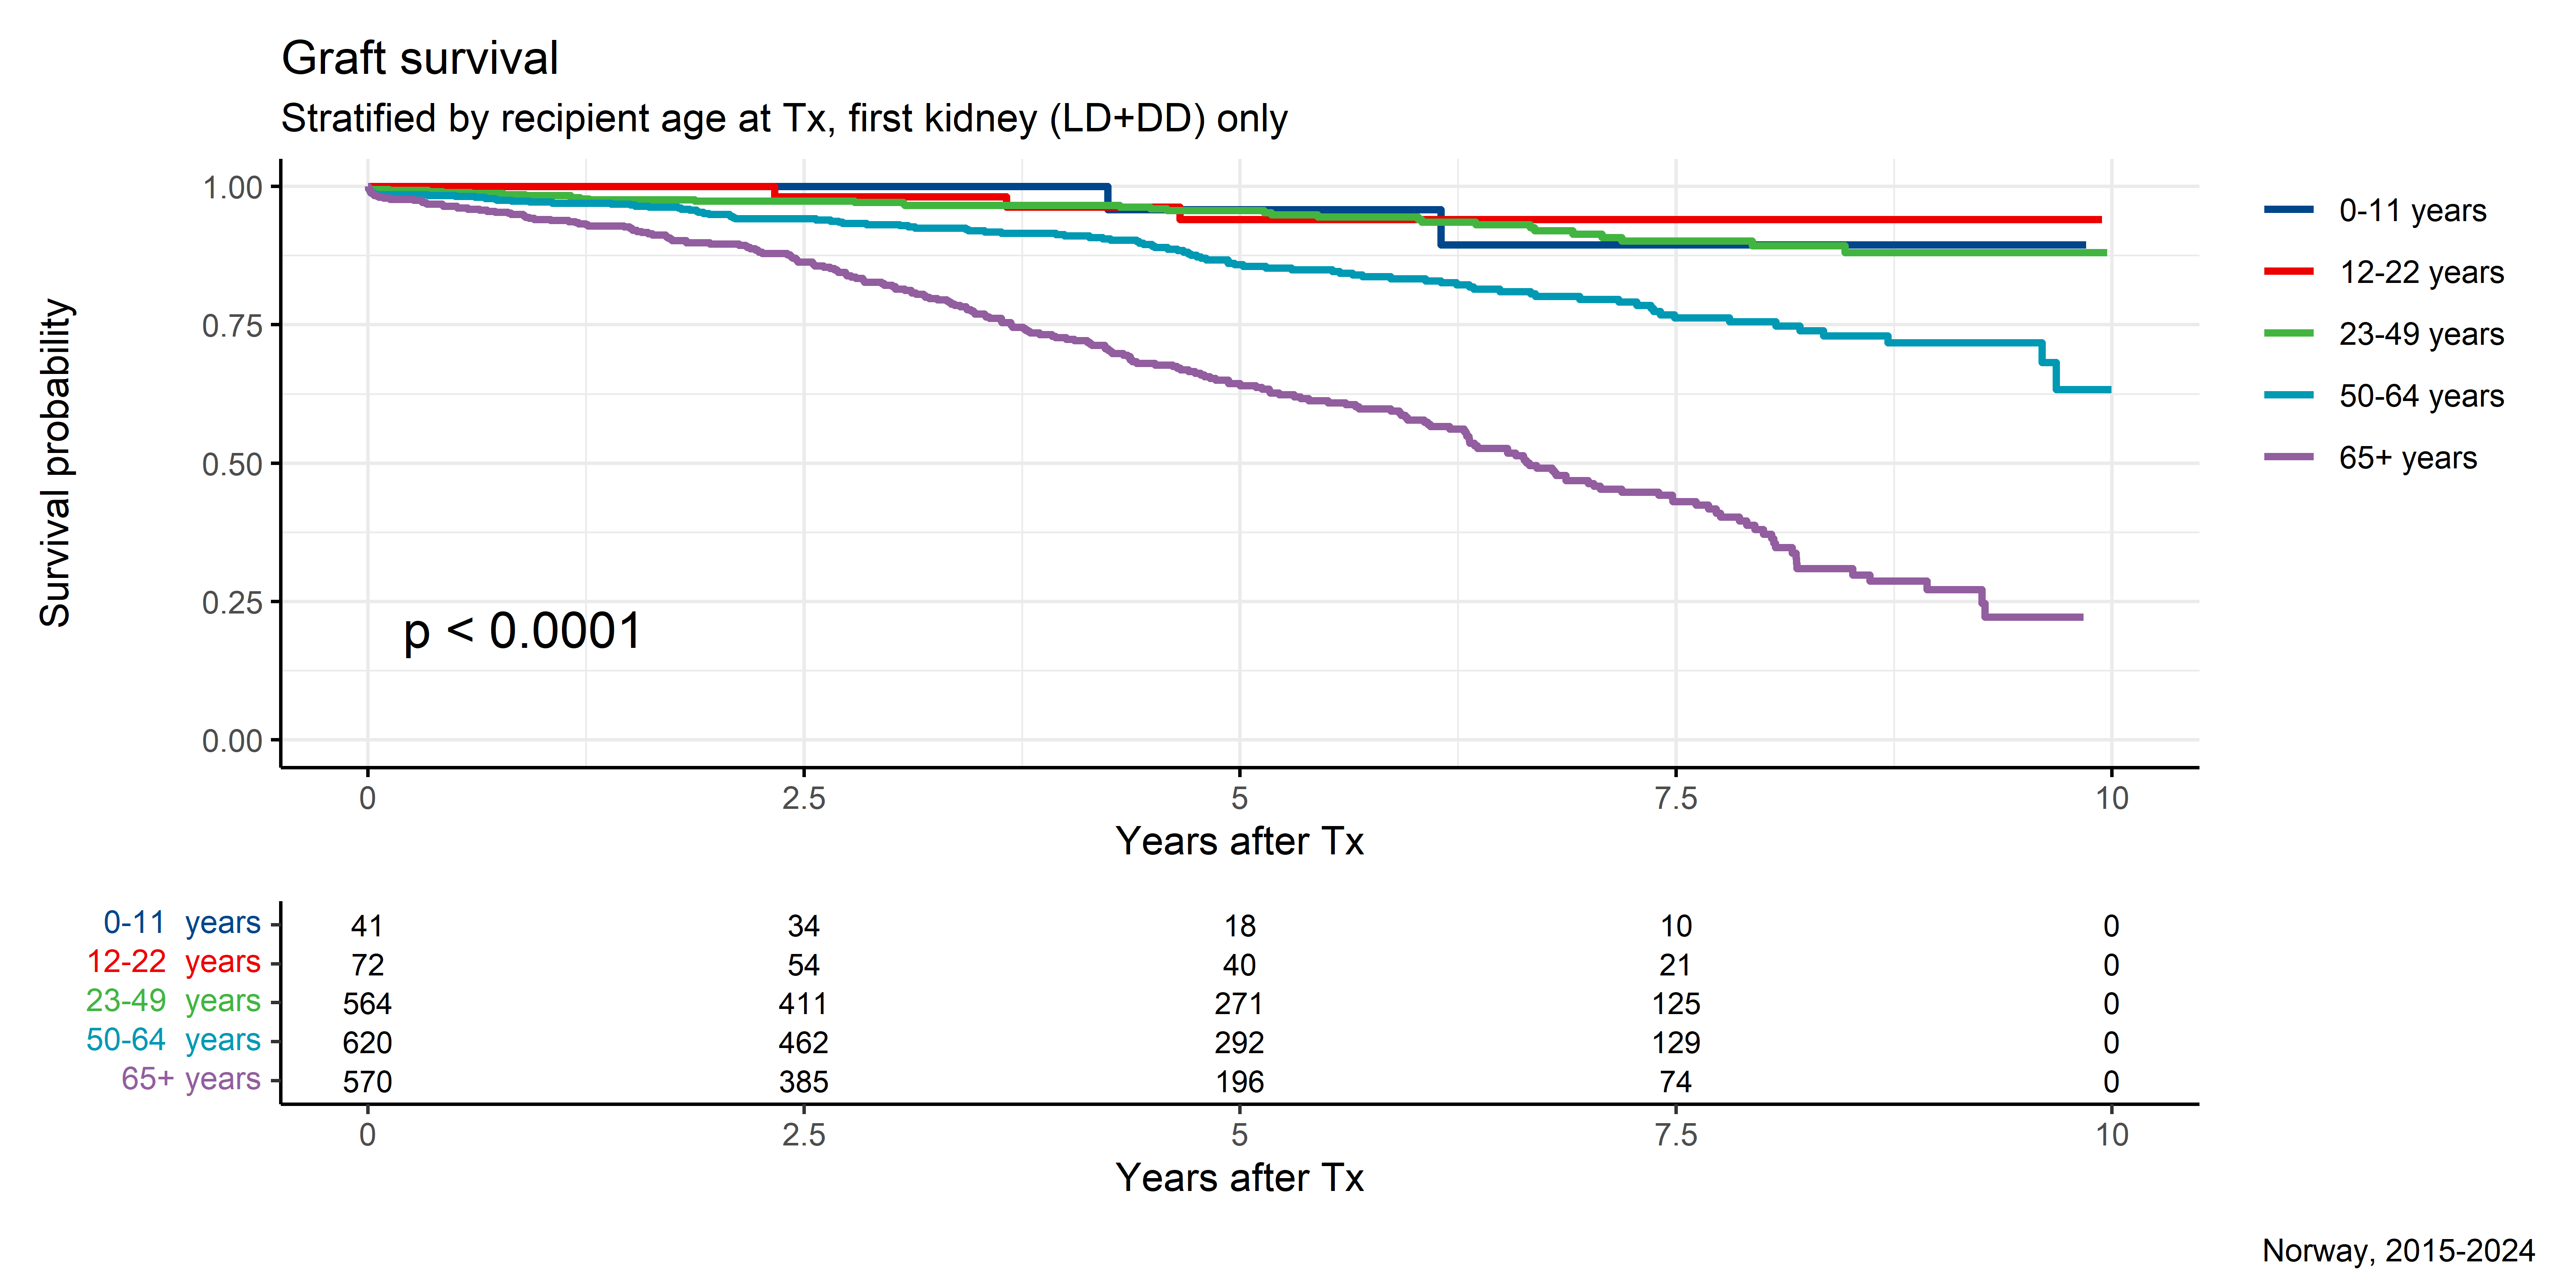 Graft survival
Stratified by recipient age at Tx, first kidney (LD+DD) only
Survival probability
1.00
0.75
0.50
0.25
0.00
p < 0.0001
0 2.5 5 7.5 10
Years after Tx
0-11 years
12-22 years
23-49 years
50-64 years
65+ years
0-11 years 41 34 18 10 0
12-22 years 72 54 40 21 0
23-49 years 564 411 271 125 0
50-64 years 620 462 292 129 0
65+ years 570 385 196 74 0
0 2.5 5 7.5 10
Years after Tx
Norway, 2015-2024